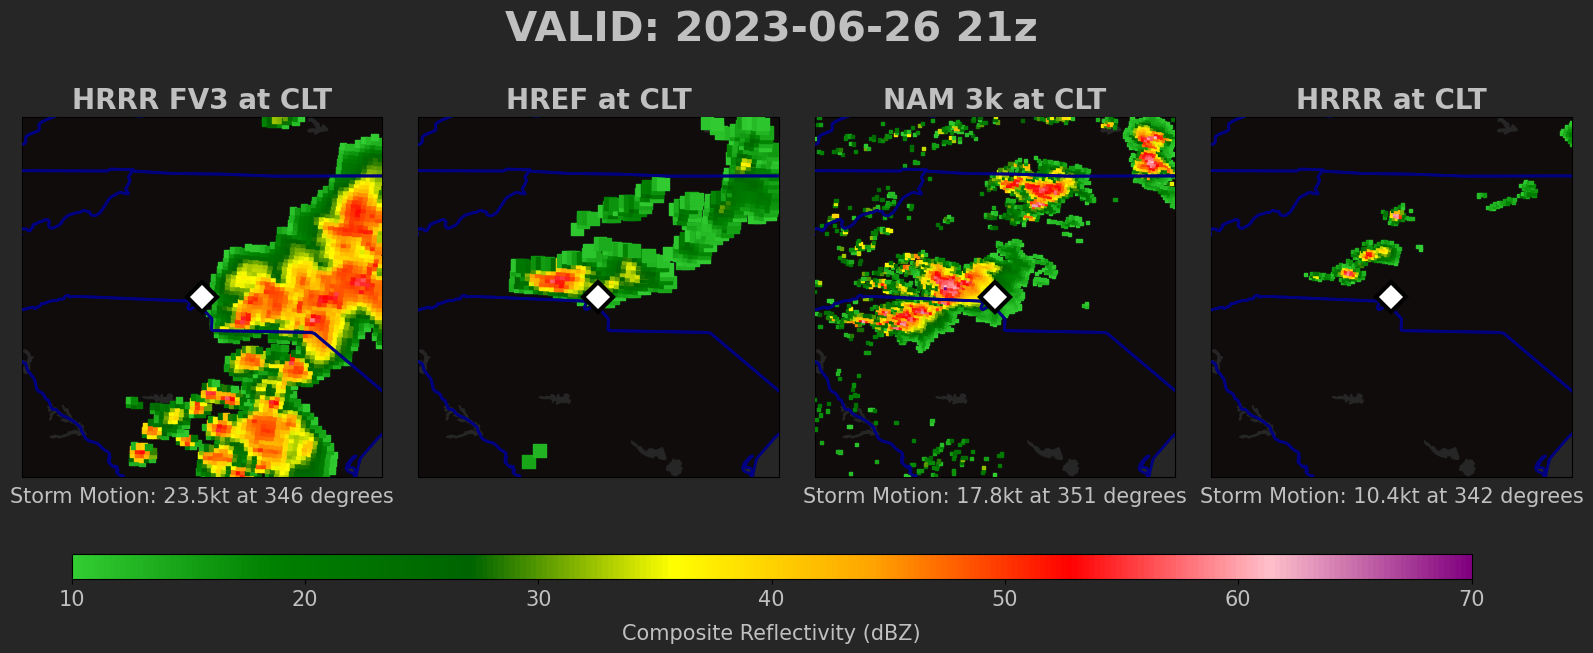 VALID: 2023-06-26 21z
HRRR FV3 at CLT
HREF at CLT
NAM 3k at CLT
HRRR at CLT
Storm Motion: 23.5kt at 346 degrees
Storm Motion: 17.8kt at 351 degrees
Storm Motion: 10.4kt at 342 degrees
10 20 30 40 50 60 70
Composite Reflectivity (dBZ)